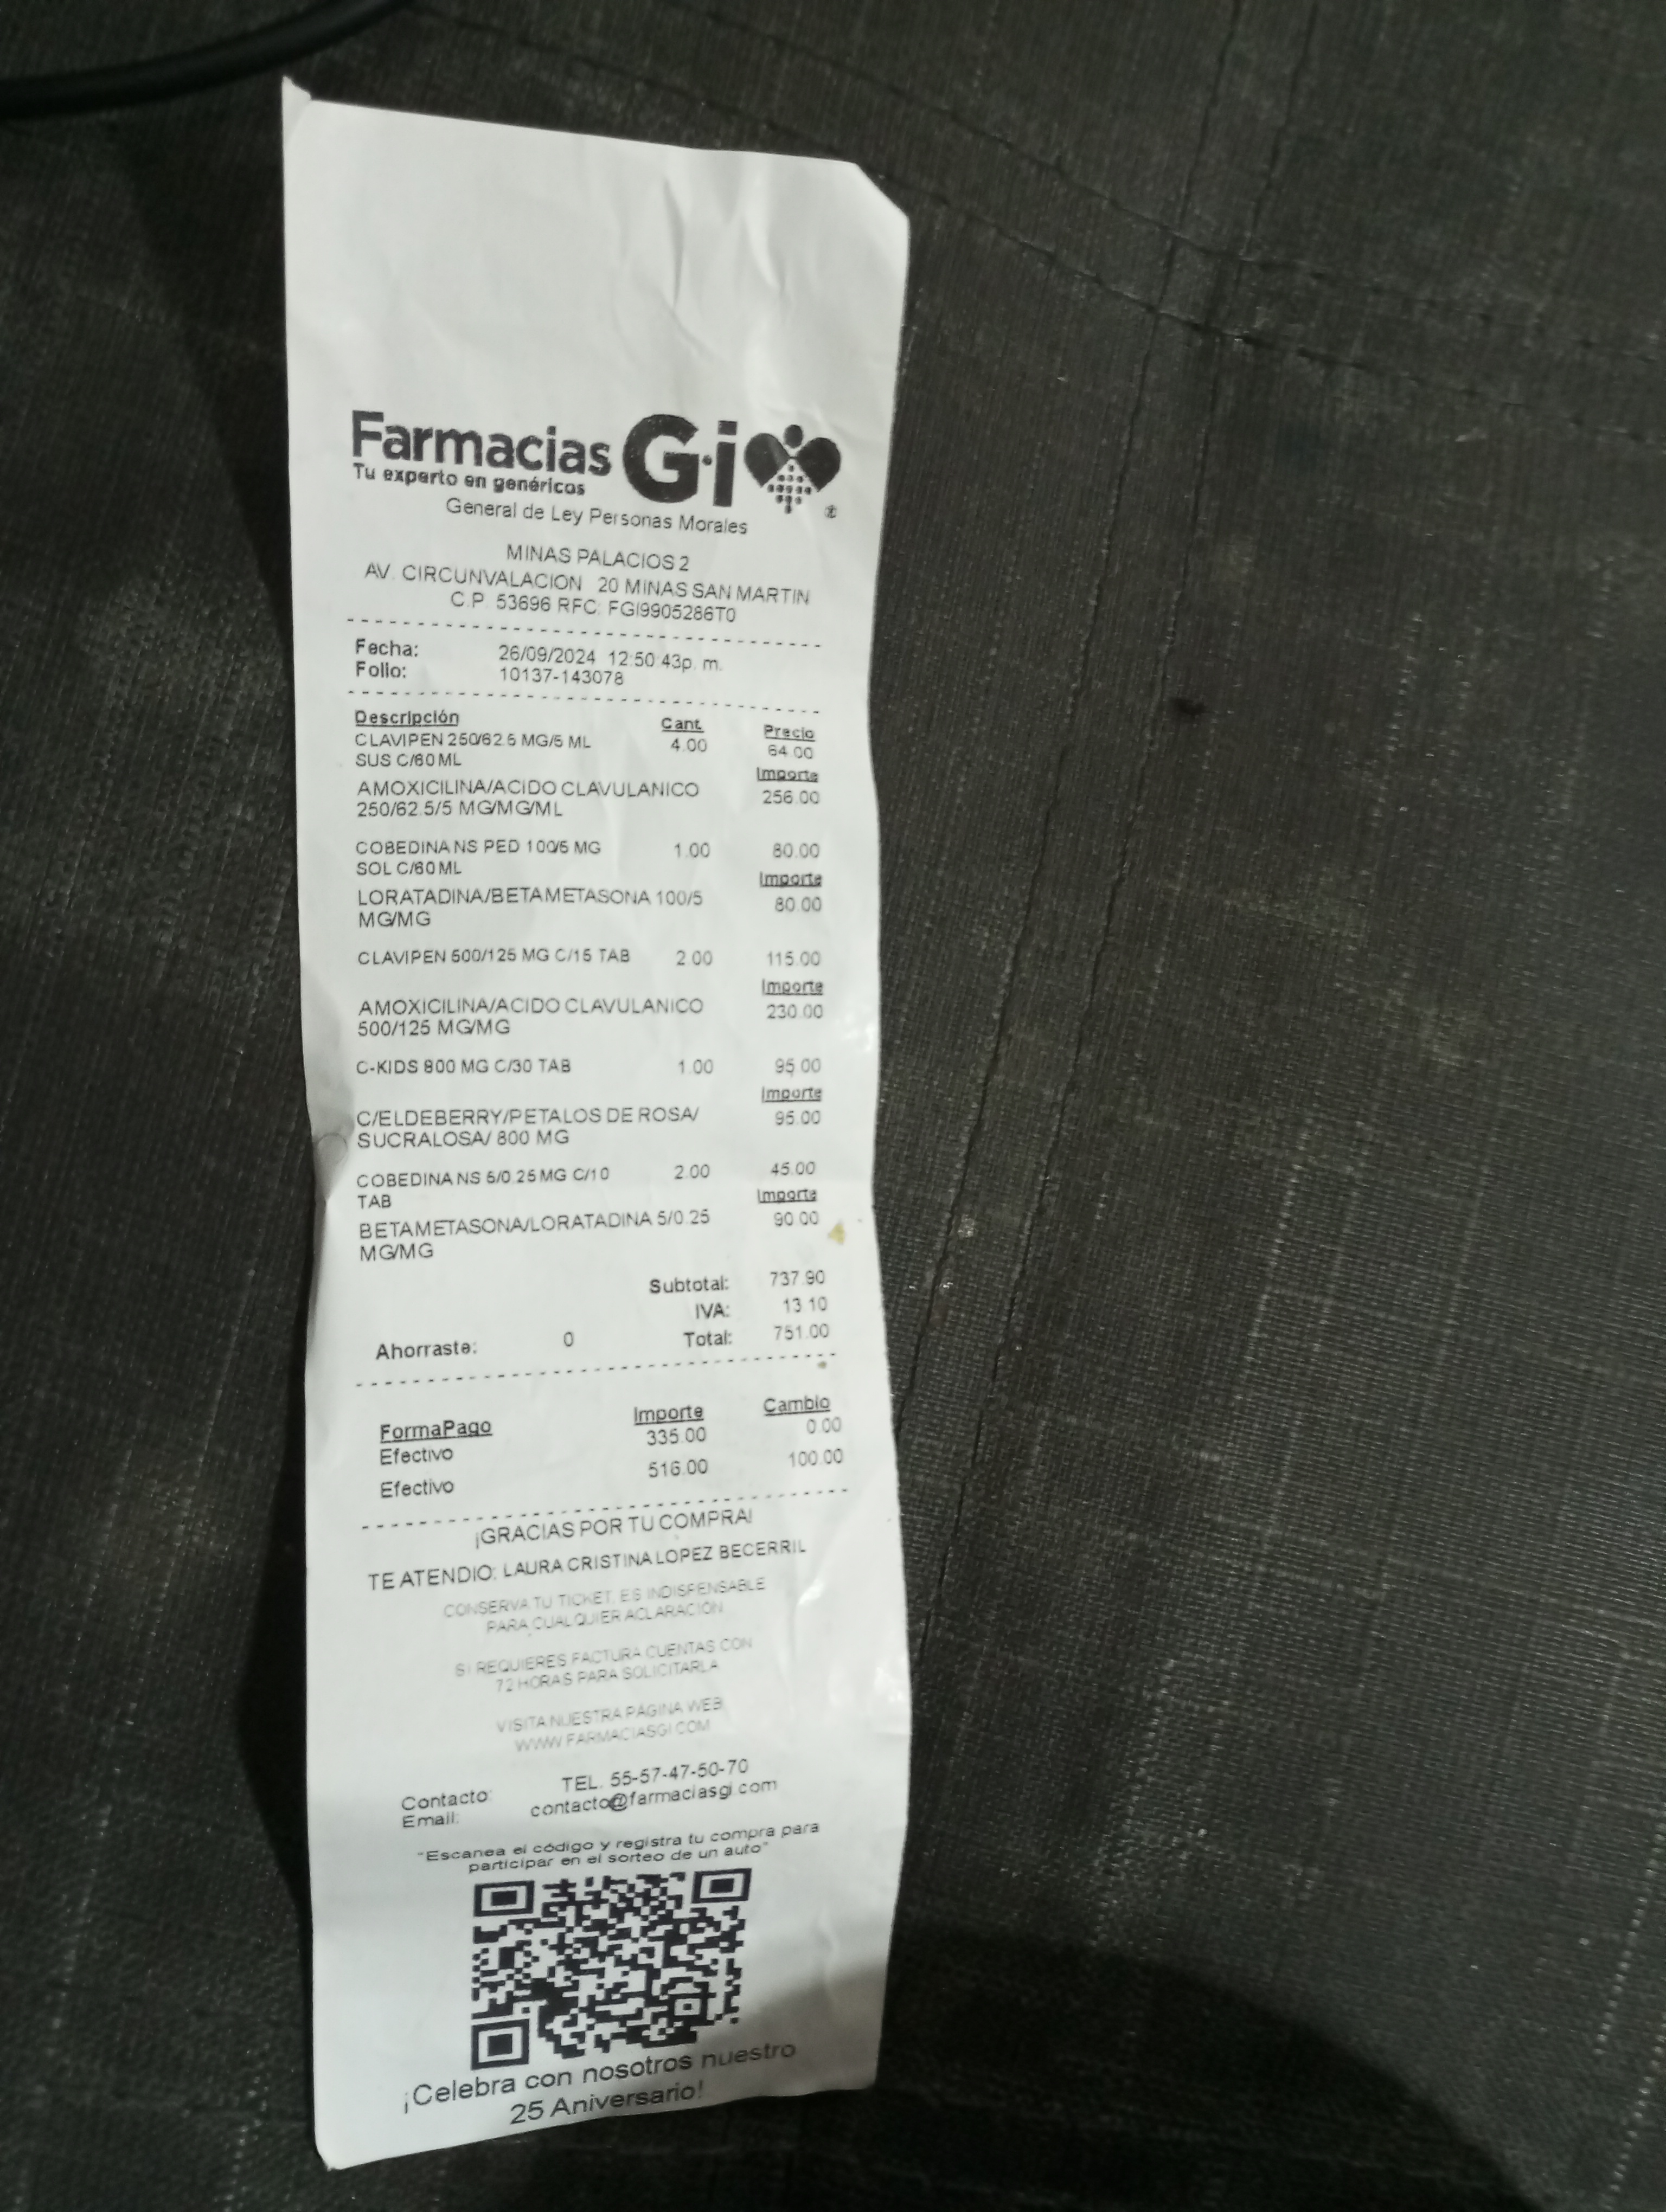 Farmacias G·i
Tu experto en genéricos
General de Ley Personas Morales
MINAS PALACIOS 2
AV. CIRCUNVALACION 20 MINAS SAN MARTIN
C.P. 53696 RFC: FGI9905286T0
Fecha: 26/09/2024 12:50:43p. m.
Folio: 10137-143078
Descripción Cant. Precio
CLAVIPEN 250/62.5 MG/5 ML 4.00 64.00
SUS C/60 ML
Importe
AMOXICILINA/ACIDO CLAVULANICO 256.00
250/62.5/5 MG/MG/ML
COBEDINA NS PED 100/5 MG 1.00 80.00
SOL C/60 ML
Importe
LORATADINA/BETAMETASONA 100/5 80.00
MG/MG
CLAVIPEN 500/125 MG C/15 TAB 2.00 115.00
Importe
AMOXICILINA/ACIDO CLAVULANICO 230.00
500/125 MG/MG
C-KIDS 800 MG C/30 TAB 1.00 95.00
Importe
C/ELDEBERRY/PETALOS DE ROSA/ 95.00
SUCRALOSA/ 800 MG
COBEDINA NS 5/0.25 MG C/10 2.00 45.00
TAB Importe
BETAMETASONA/LORATADINA 5/0.25 90.00
MG/MG
Subtotal: 737.90
IVA: 13.10
Ahorraste: 0 Total: 751.00
FormaPago Importe Cambio
Efectivo 335.00 0.00
Efectivo 516.00 100.00
¡GRACIAS POR TU COMPRA!
TE ATENDIO: LAURA CRISTINA LOPEZ BECERRIL
CONSERVA TU TICKET, ES INDISPENSABLE
PARA CUALQUIER ACLARACIÓN
SI REQUIERES FACTURA CUENTAS CON
72 HORAS PARA SOLICITARLA
VISITA NUESTRA PÁGINA WEB
WWW.FARMACIASGI.COM
Contacto: TEL. 55-57-47-50-70
Email: contacto@farmaciasgi.com
"Escanea el código y registra tu compra para
participar en el sorteo de un auto"
¡Celebra con nosotros nuestro
25 Aniversario!